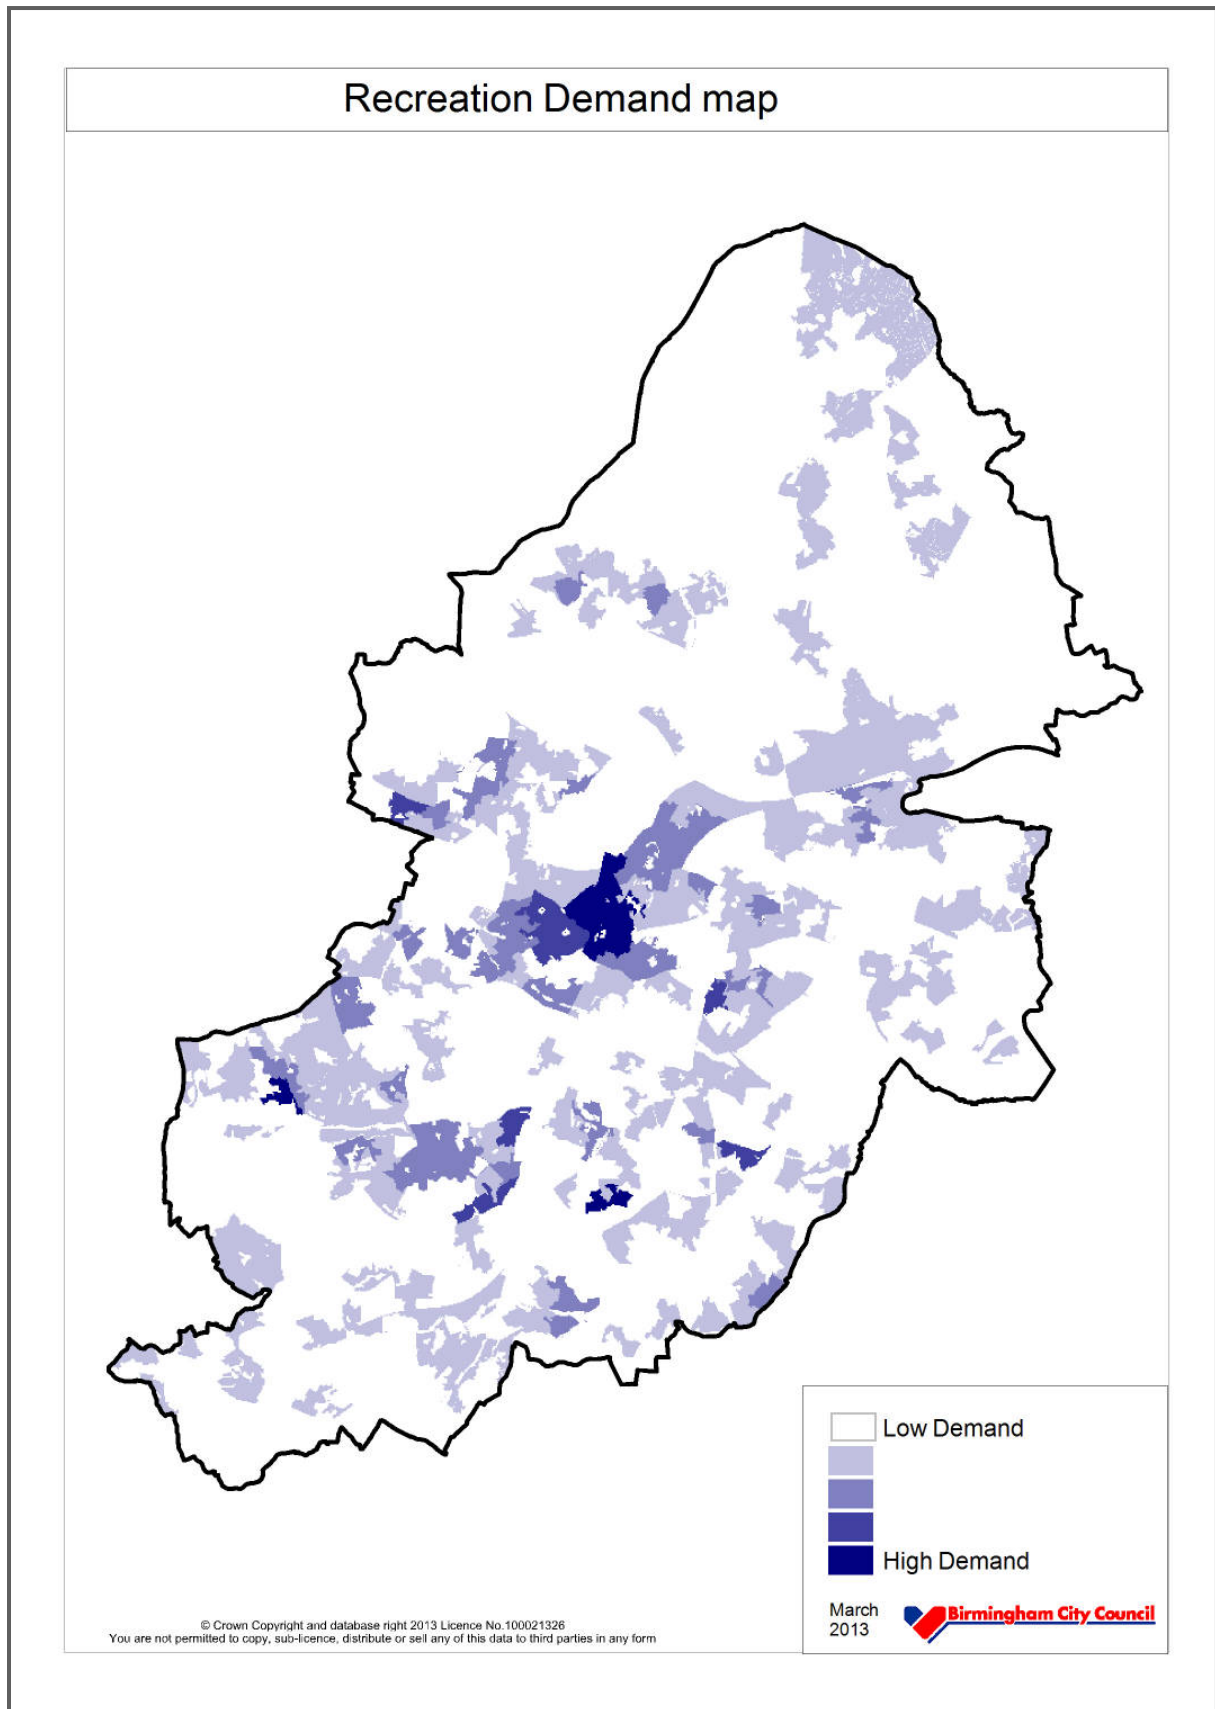 Recreation Demand map
Low Demand
High Demand
March
2013
Birmingham City Council
© Crown Copyright and database right 2013 Licence No.100021326
You are not permitted to copy, sub-licence, distribute or sell any of this data to third parties in any form